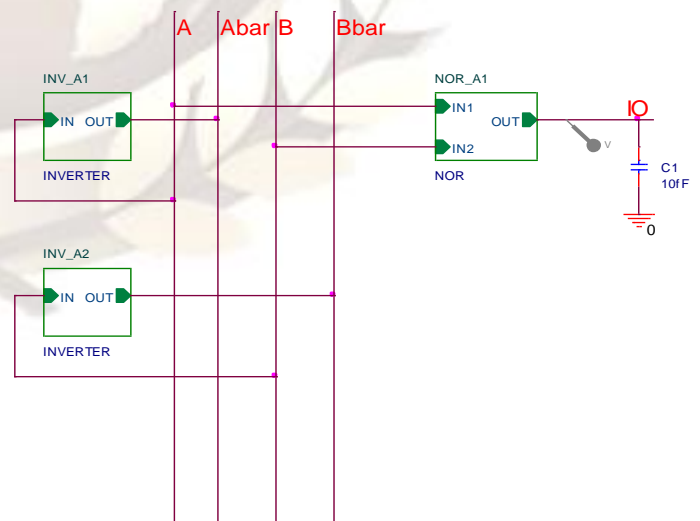 A Abar B Bbar
INV_A1
IN OUT
INVERTER
NOR_A1
IN1
OUT
IN2
NOR
IO
V
C1
10fF
0
INV_A2
IN OUT
INVERTER